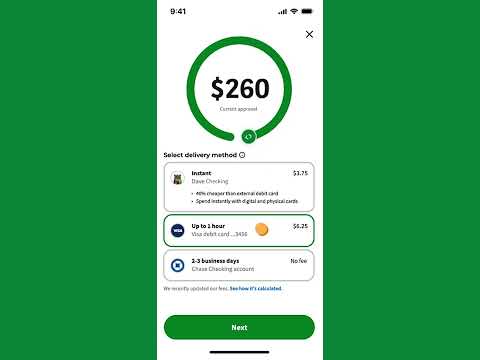 9:41
$260
Current approval
Select delivery method
Instant
$3.75
Dave Checking
• 40% cheaper than external debit card
• Spend instantly with digital and physical cards
VISA
Up to 1 hour
$6.25
Visa debit card ...3456
2-3 business days
No fee
Chase Checking account
We recently updated our fees. See how it's calculated.
Next